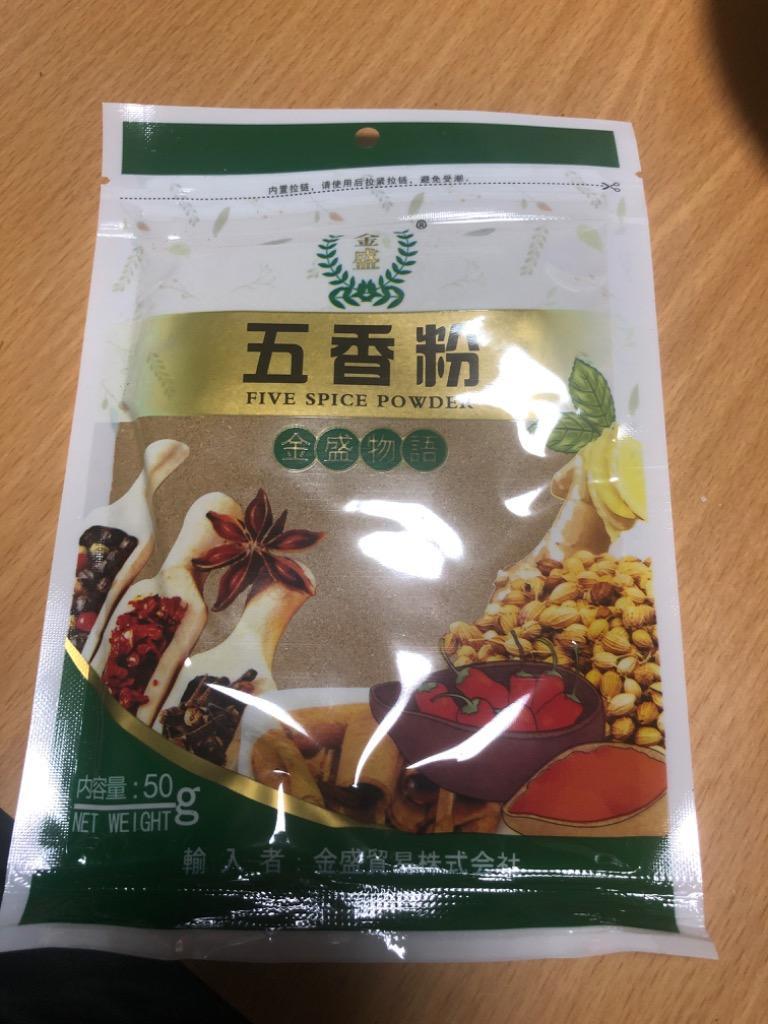 内置拉链，请使用后拉紧拉链，避免受潮。
金盛®
五香粉
FIVE SPICE POWDER
金盛物語
内容量：50g
NET WEIGHT
輸入者：金盛貿易株式会社